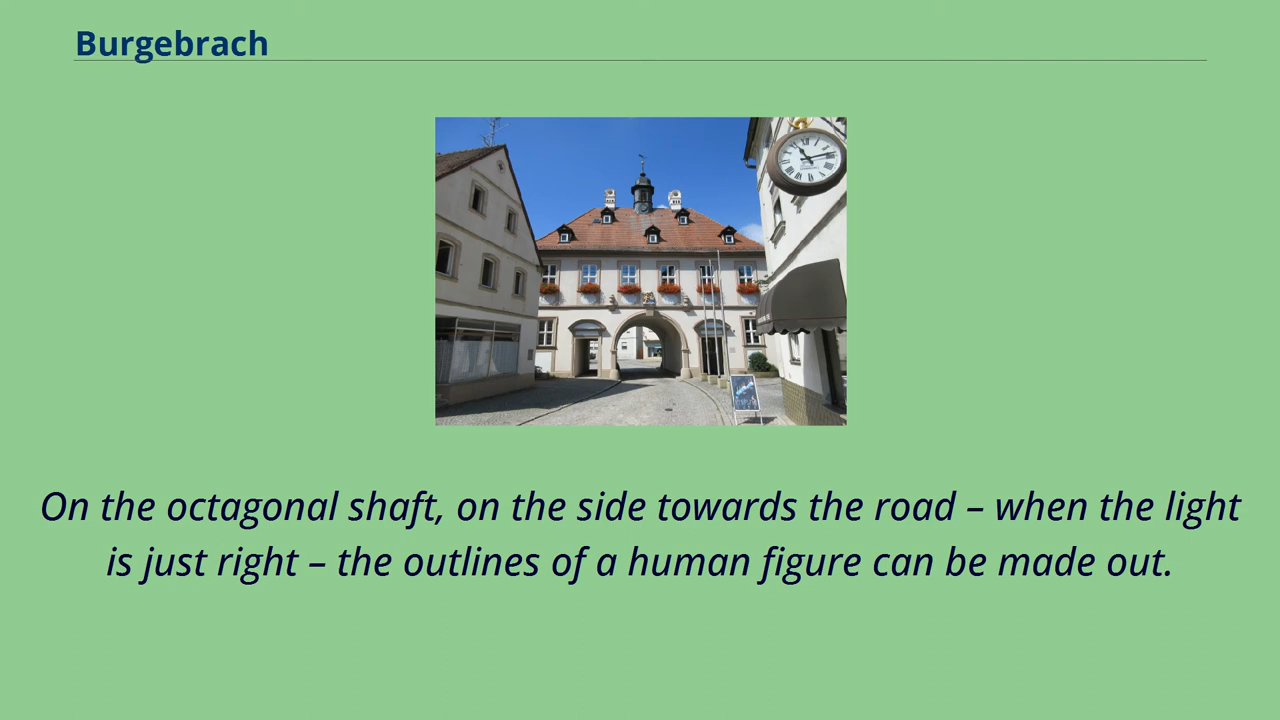 Burgebrach
On the octagonal shaft, on the side towards the road – when the light
is just right – the outlines of a human figure can be made out.